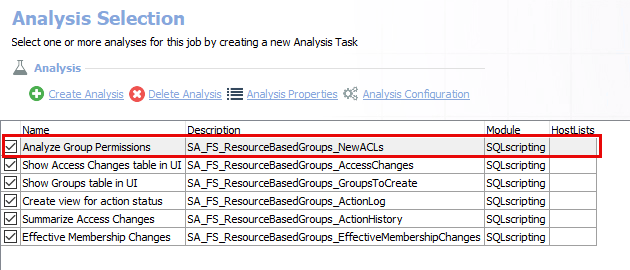 Analysis Selection
Select one or more analyses for this job by creating a new Analysis Task
Analysis
Create Analysis Delete Analysis Analysis Properties Analysis Configuration
Name Description Module HostLists
Analyze Group Permissions SA_FS_ResourceBasedGroups_NewACLs SQLscripting
Show Access Changes table in UI SA_FS_ResourceBasedGroups_AccessChanges SQLscripting
Show Groups table in UI SA_FS_ResourceBasedGroups_GroupsToCreate SQLscripting
Create view for action status SA_FS_ResourceBasedGroups_ActionLog SQLscripting
Summarize Access Changes SA_FS_ResourceBasedGroups_ActionHistory SQLscripting
Effective Membership Changes SA_FS_ResourceBasedGroups_EffectiveMembershipChanges SQLscripting